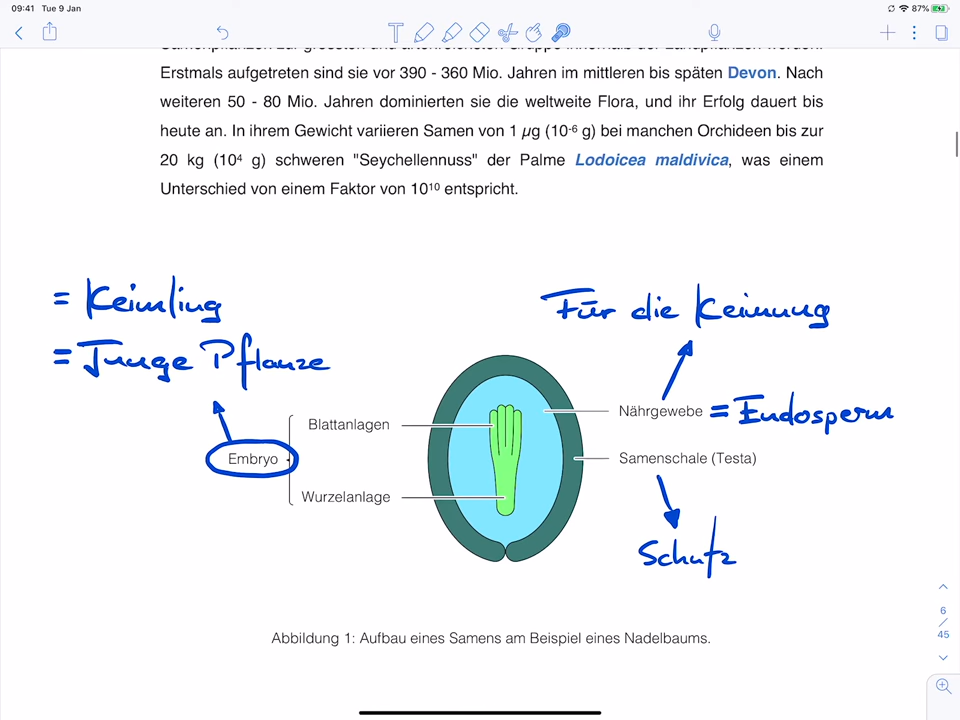 09:41 Tue 9 Jan 87%
Erstmals aufgetreten sind sie vor 390 - 360 Mio. Jahren im mittleren bis späten Devon. Nach
weiteren 50 - 80 Mio. Jahren dominierten sie die weltweite Flora, und ihr Erfolg dauert bis
heute an. In ihrem Gewicht variieren Samen von 1 µg (10⁻⁶ g) bei manchen Orchideen bis zur
20 kg (10⁴ g) schweren "Seychellennuss" der Palme Lodoicea maldivica, was einem
Unterschied von einem Faktor von 10¹⁰ entspricht.
= Keimling
= Junge Pflanze
Für die Keimung
Blattanlagen
Nährgewebe = Endosperm
Embryo
Samenschale (Testa)
Wurzelanlage
Schutz
6
/
45
Abbildung 1: Aufbau eines Samens am Beispiel eines Nadelbaums.